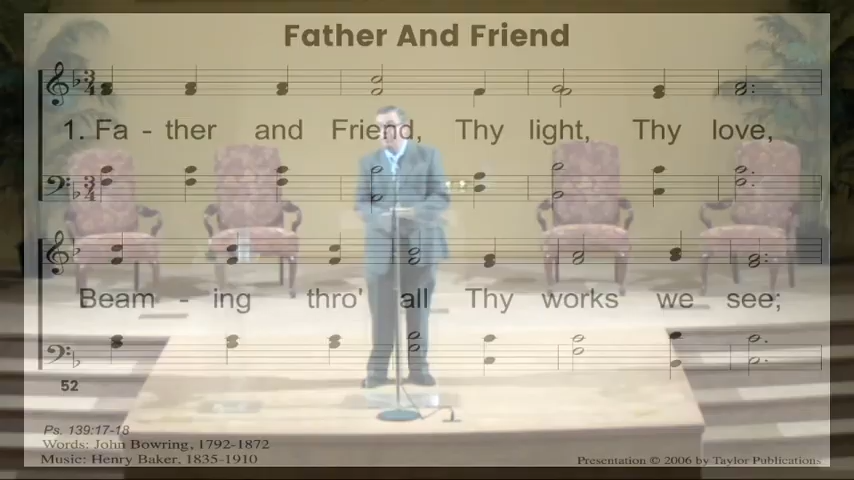 Father And Friend
1. Fa - ther and Friend, Thy light, Thy love,
Beam - ing thro' all Thy works we see;
52
Ps. 139:17-18
Words: John Bowring, 1792-1872
Music: Henry Baker, 1835-1910
Presentation © 2006 by Taylor Publications